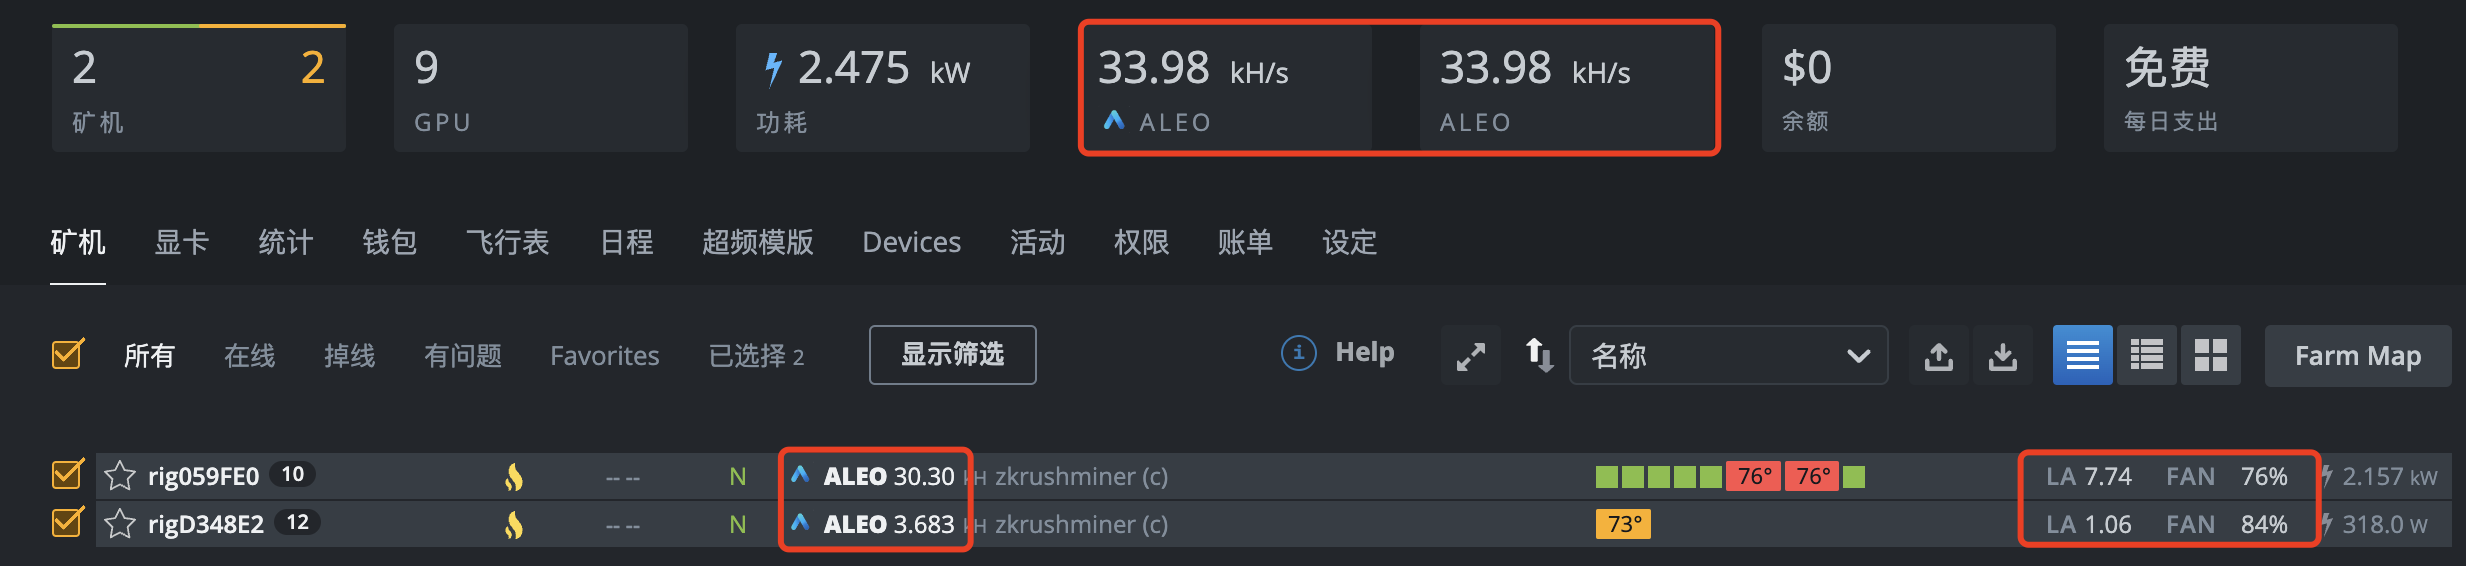 2 2 9 2.475 kW 33.98 kH/s 33.98 kH/s $0 免费
矿机 GPU 功耗 ALEO ALEO 余额 每日支出
矿机 显卡 统计 钱包 飞行表 日程 超频模版 Devices 活动 权限 账单 设定
所有 在线 掉线 有问题 Favorites 已选择 2 显示筛选 i Help 名称 Farm Map
rig059FE0 10 -- -- N ALEO 30.30 kH zkrushminer (c) 76° 76° LA 7.74 FAN 76% 2.157 kW
rigD348E2 12 -- -- N ALEO 3.683 kH zkrushminer (c) 73° LA 1.06 FAN 84% 318.0 W